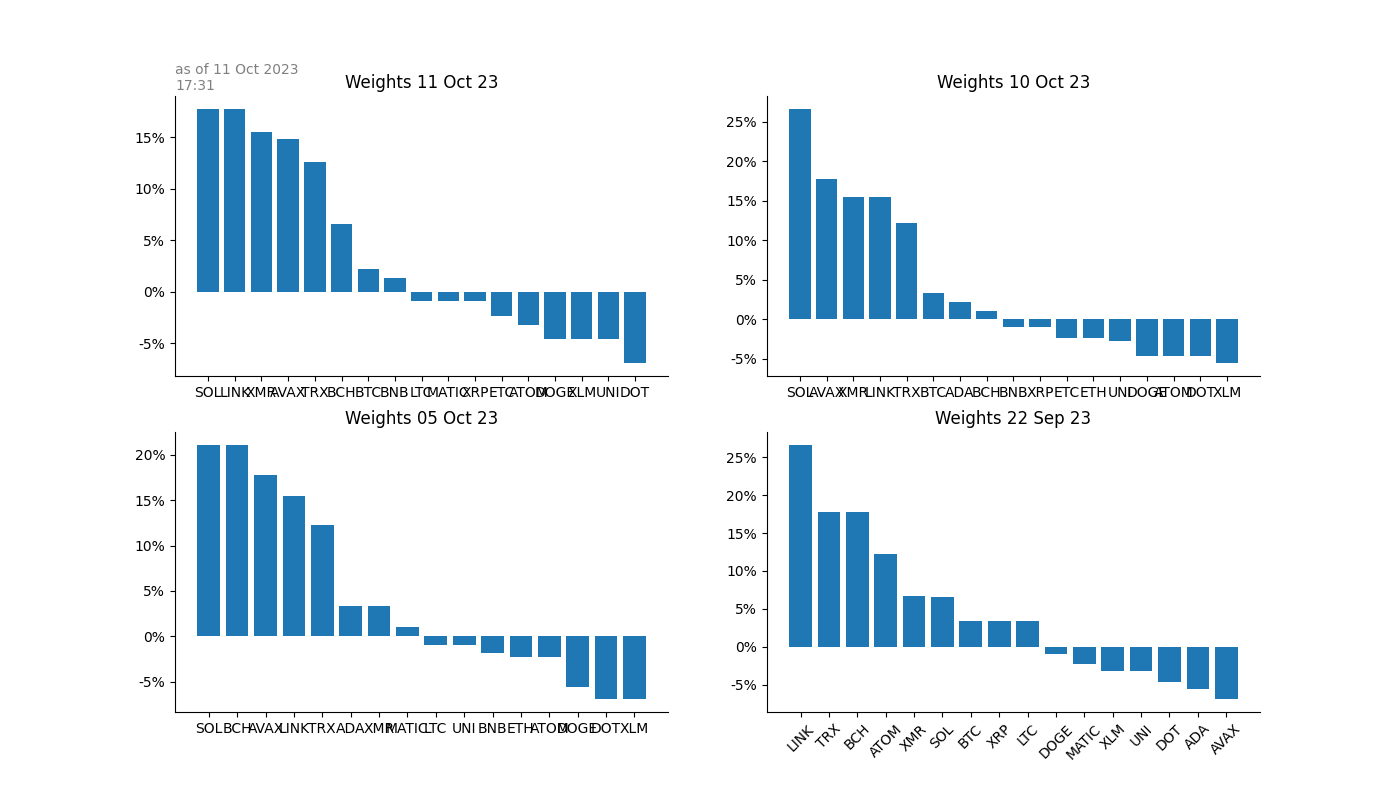 as of 11 Oct 2023
17:31
Weights 11 Oct 23
15%
10%
5%
0%
-5%
SOL LINK XMR AVAX TRX BCH BTC BNB LTC MATIC XRP ETC ATOM DOGE XLM UNI DOT
Weights 10 Oct 23
25%
20%
15%
10%
5%
0%
-5%
SOL AVAX XMR LINK TRX BTC ADA BCH BNB XRP ETC ETH UNI DOGE ATOM DOT XLM
Weights 05 Oct 23
20%
15%
10%
5%
0%
-5%
SOL BCH AVAX LINK TRX ADA XMR MATIC LTC UNI BNB ETH ATOM DOGE DOT XLM
Weights 22 Sep 23
25%
20%
15%
10%
5%
0%
-5%
LINK TRX BCH ATOM XMR SOL BTC XRP LTC DOGE MATIC XLM UNI DOT ADA AVAX